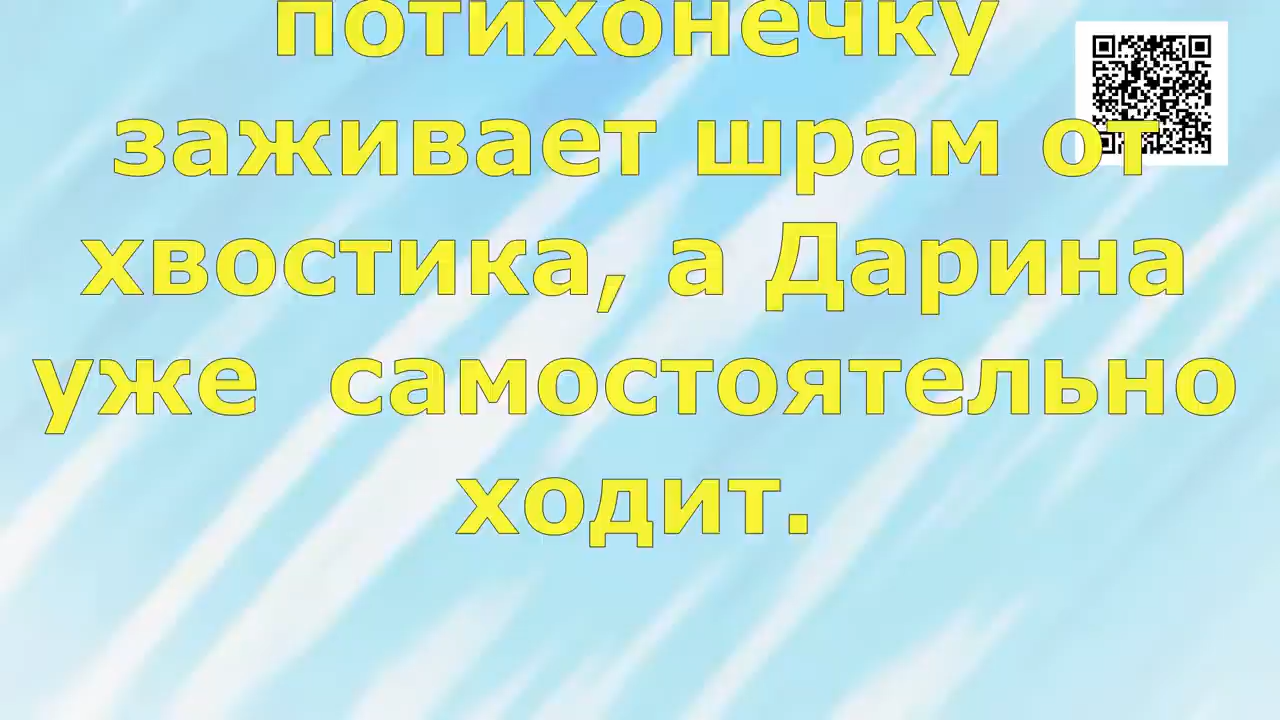 потихонечку
заживает шрам от
хвостика, а Дарина
уже  самостоятельно
ходит.